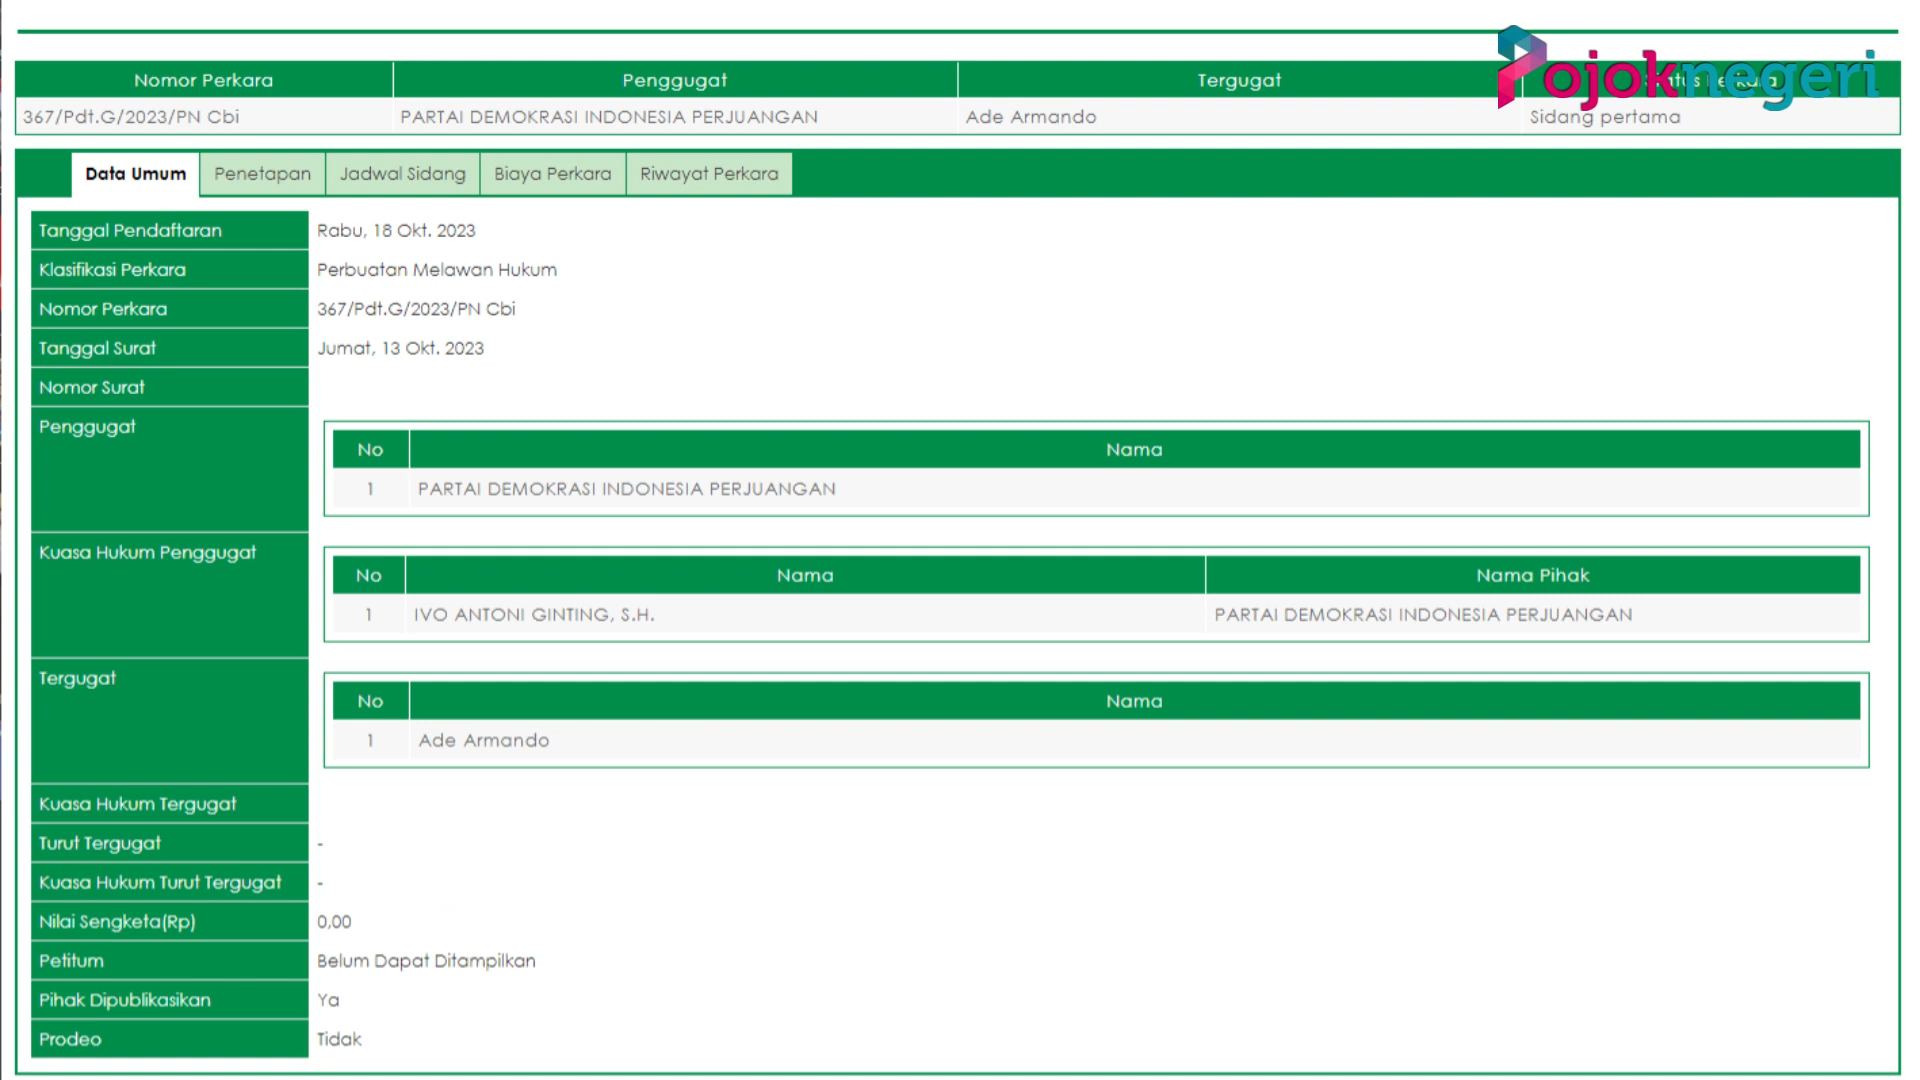 Pojoknegeri
Nomor Perkara Penggugat Tergugat Status Perkara
367/Pdt.G/2023/PN Cbi PARTAI DEMOKRASI INDONESIA PERJUANGAN Ade Armando Sidang pertama
Data Umum Penetapan Jadwal Sidang Biaya Perkara Riwayat Perkara
Tanggal Pendaftaran Rabu, 18 Okt. 2023
Klasifikasi Perkara Perbuatan Melawan Hukum
Nomor Perkara 367/Pdt.G/2023/PN Cbi
Tanggal Surat Jumat, 13 Okt. 2023
Nomor Surat
Penggugat
No Nama
1 PARTAI DEMOKRASI INDONESIA PERJUANGAN
Kuasa Hukum Penggugat
No Nama Nama Pihak
1 IVO ANTONI GINTING, S.H. PARTAI DEMOKRASI INDONESIA PERJUANGAN
Tergugat
No Nama
1 Ade Armando
Kuasa Hukum Tergugat
Turut Tergugat -
Kuasa Hukum Turut Tergugat -
Nilai Sengketa(Rp) 0,00
Petitum Belum Dapat Ditampilkan
Pihak Dipublikasikan Ya
Prodeo Tidak